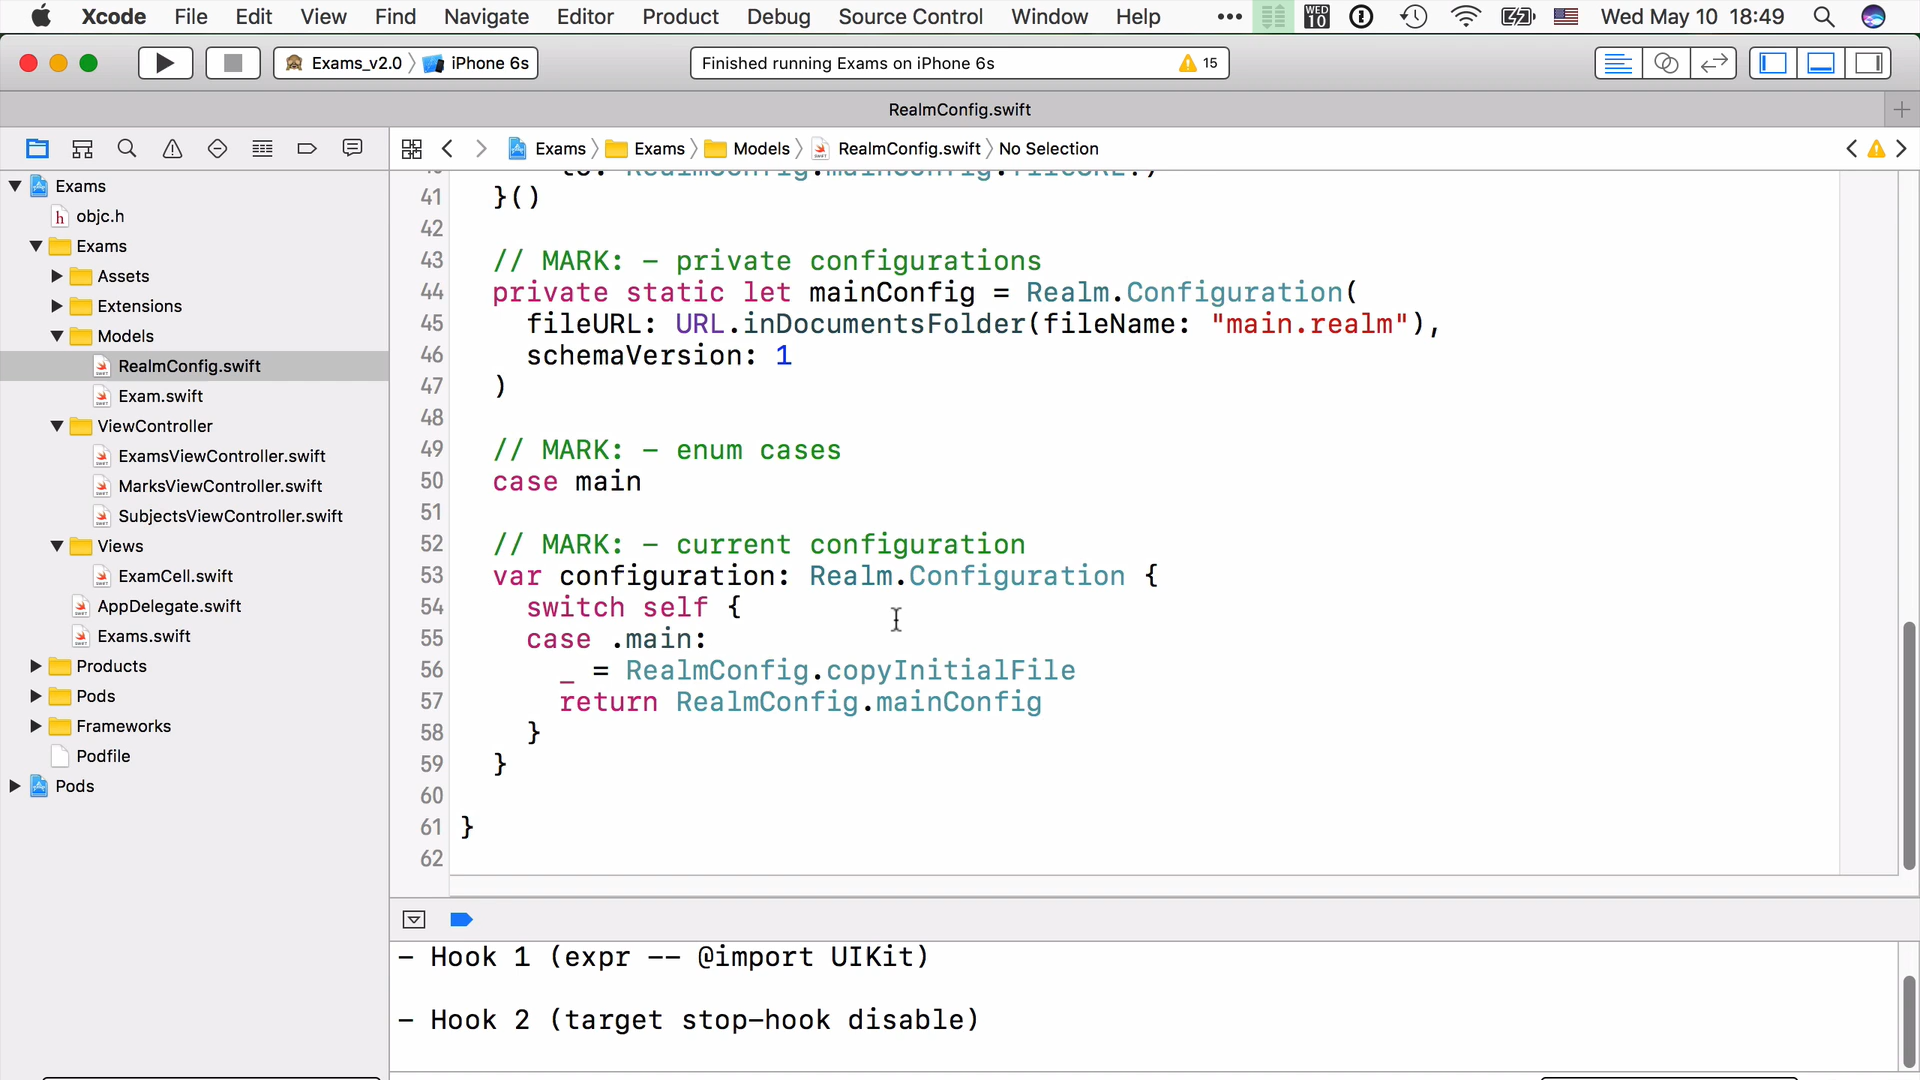 Xcode File Edit View Find Navigate Editor Product Debug Source Control Window Help ••• WED 10 Wed May 10 18:49
Exams_v2.0 〉 iPhone 6s
Finished running Exams on iPhone 6s 15
RealmConfig.swift
Exams 〉 Exams 〉 Models 〉 RealmConfig.swift 〉 No Selection
Exams
objc.h
Exams
Assets
Extensions
Models
RealmConfig.swift
Exam.swift
ViewController
ExamsViewController.swift
MarksViewController.swift
SubjectsViewController.swift
Views
ExamCell.swift
AppDelegate.swift
Exams.swift
Products
Pods
Frameworks
Podfile
Pods
41 }()
42
43 // MARK: - private configurations
44 private static let mainConfig = Realm.Configuration(
45 fileURL: URL.inDocumentsFolder(fileName: "main.realm"),
46 schemaVersion: 1
47 )
48
49 // MARK: - enum cases
50 case main
51
52 // MARK: - current configuration
53 var configuration: Realm.Configuration {
54 switch self {
55 case .main:
56 _ = RealmConfig.copyInitialFile
57 return RealmConfig.mainConfig
58 }
59 }
60
61 }
62
- Hook 1 (expr -- @import UIKit)
- Hook 2 (target stop-hook disable)